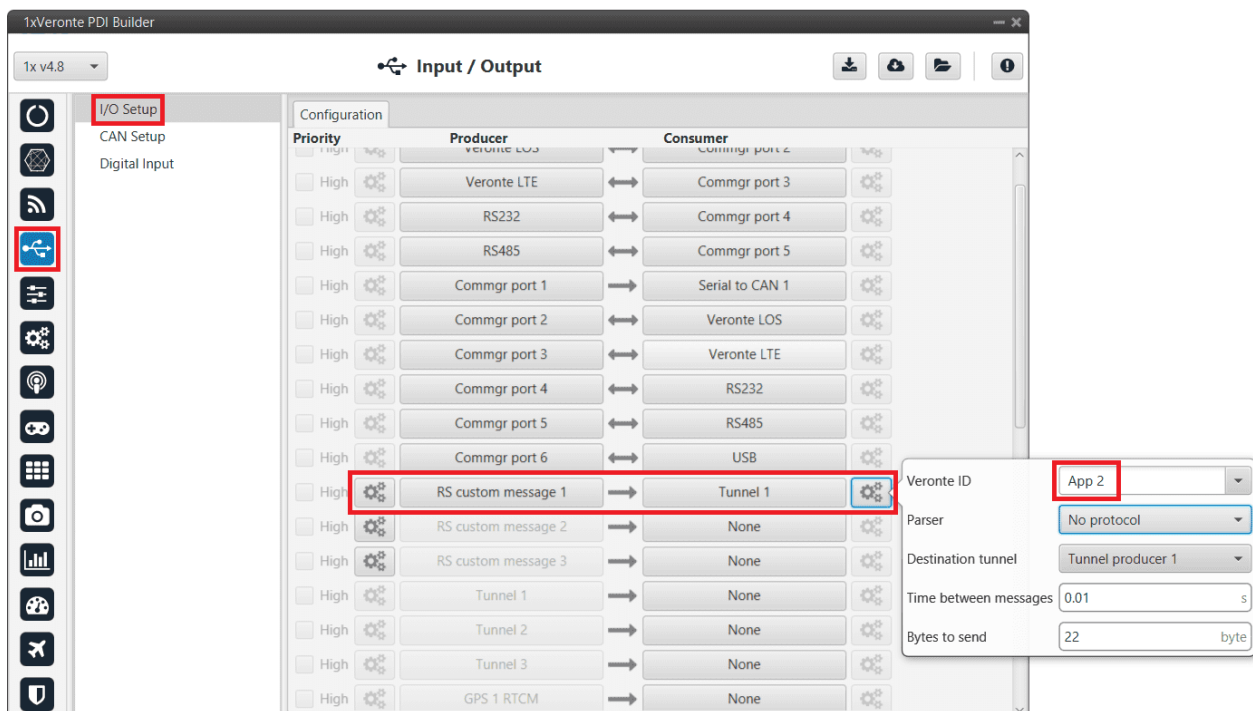 1xVeronte PDI Builder
1x v4.8
Input / Output
I/O Setup
CAN Setup
Digital Input
Configuration
Priority Producer Consumer
High Veronte LOS Commgr port 2
High Veronte LTE Commgr port 3
High RS232 Commgr port 4
High RS485 Commgr port 5
High Commgr port 1 Serial to CAN 1
High Commgr port 2 Veronte LOS
High Commgr port 3 Veronte LTE
High Commgr port 4 RS232
High Commgr port 5 RS485
High Commgr port 6 USB
High RS custom message 1 Tunnel 1
High RS custom message 2 None
High RS custom message 3 None
High Tunnel 1 None
High Tunnel 2 None
High Tunnel 3 None
High GPS 1 RTCM None
Veronte ID App 2
Parser No protocol
Destination tunnel Tunnel producer 1
Time between messages 0.01 s
Bytes to send 22 byte